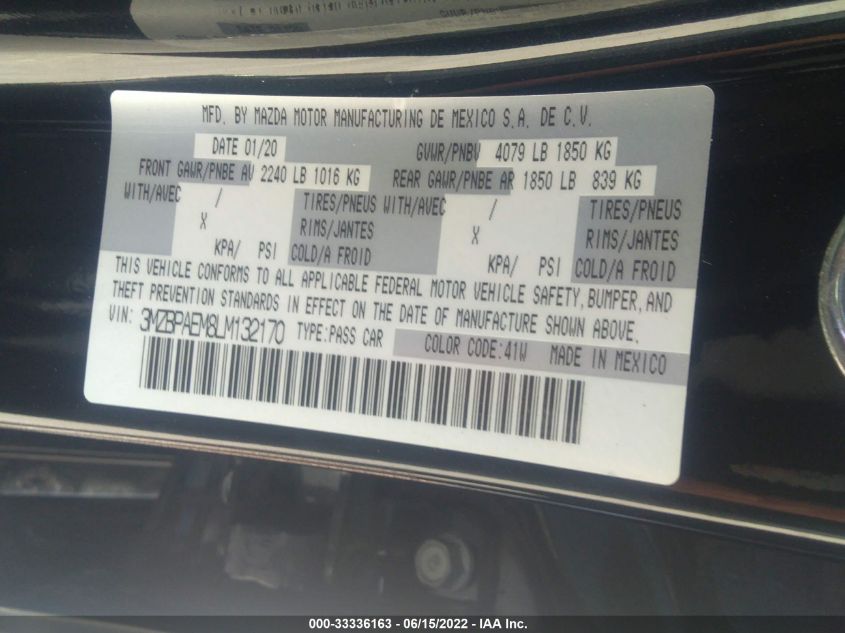 MFD. BY MAZDA MOTOR MANUFACTURING DE MEXICO S.A. DE C.V.
DATE 01/20 GVWR/PNBV 4079 LB 1850 KG
FRONT GAWR/PNBE AV 2240 LB 1016 KG REAR GAWR/PNBE AR 1850 LB 839 KG
WITH/AVEC / TIRES/PNEUS WITH/AVEC / TIRES/PNEUS
X RIMS/JANTES X RIMS/JANTES
KPA/ PSI COLD/A FROID KPA/ PSI COLD/A FROID
THIS VEHICLE CONFORMS TO ALL APPLICABLE FEDERAL MOTOR VEHICLE SAFETY, BUMPER, AND
THEFT PREVENTION STANDARDS IN EFFECT ON THE DATE OF MANUFACTURE SHOWN ABOVE.
VIN: 3MZBPAEM8LM132170 TYPE:PASS CAR COLOR CODE:41W MADE IN MEXICO
000-33336163 - 06/15/2022 - IAA Inc.